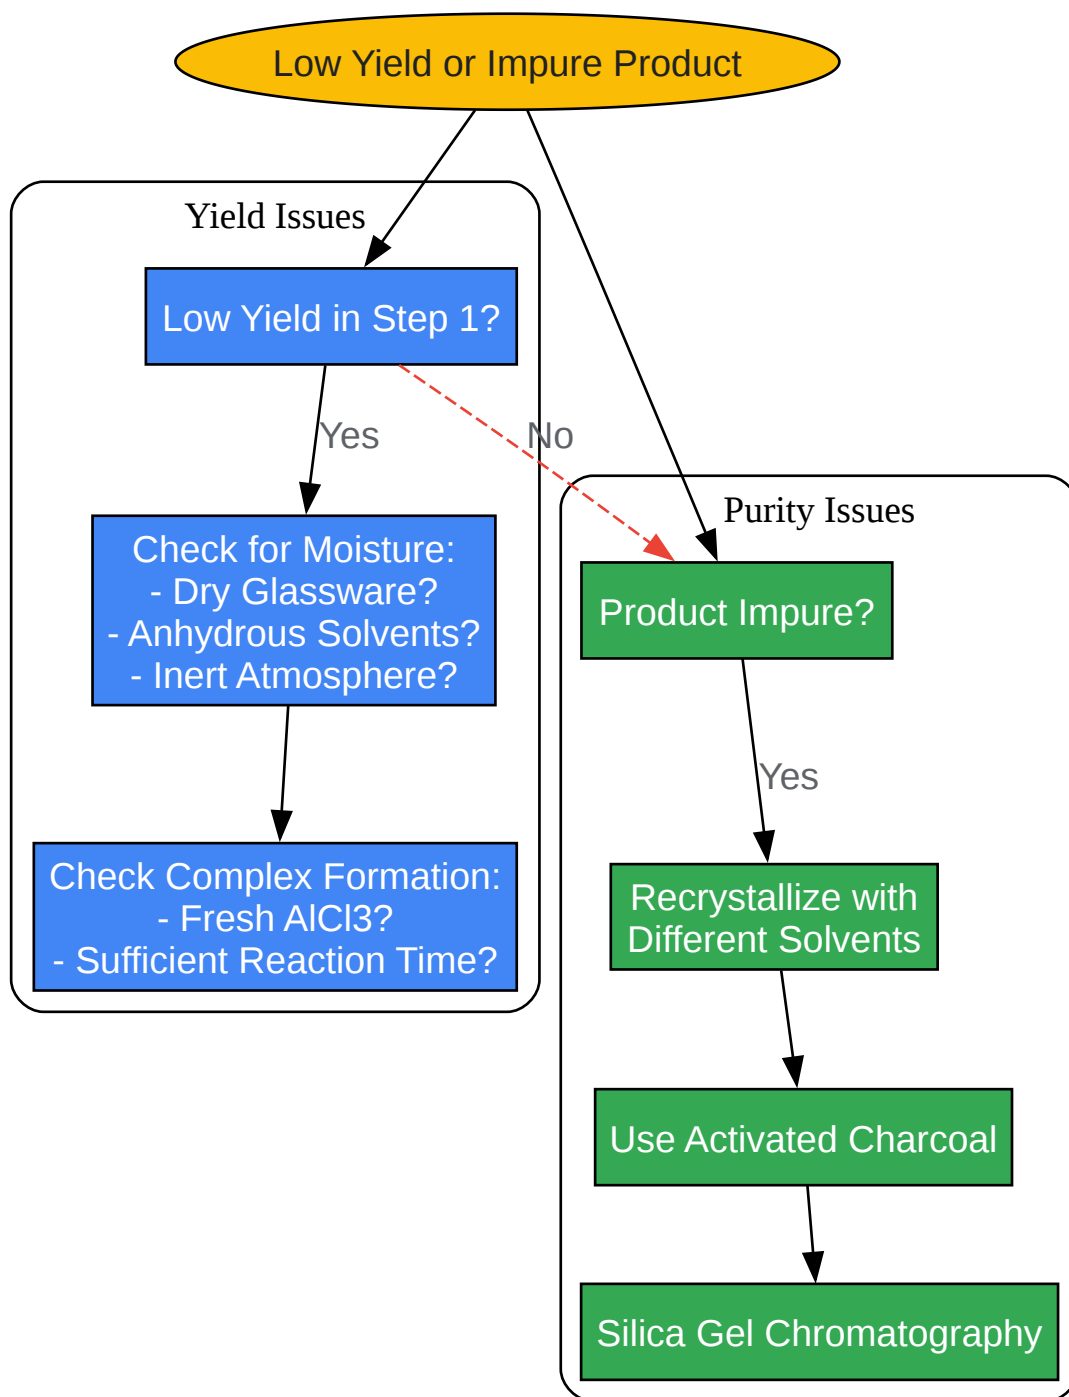 Low Yield or Impure Product
Yield Issues
Low Yield in Step 1?
Yes
No
Check for Moisture:
- Dry Glassware?
- Anhydrous Solvents?
- Inert Atmosphere?
Check Complex Formation:
- Fresh AlCl3?
- Sufficient Reaction Time?
Purity Issues
Product Impure?
Yes
Recrystallize with
Different Solvents
Use Activated Charcoal
Silica Gel Chromatography